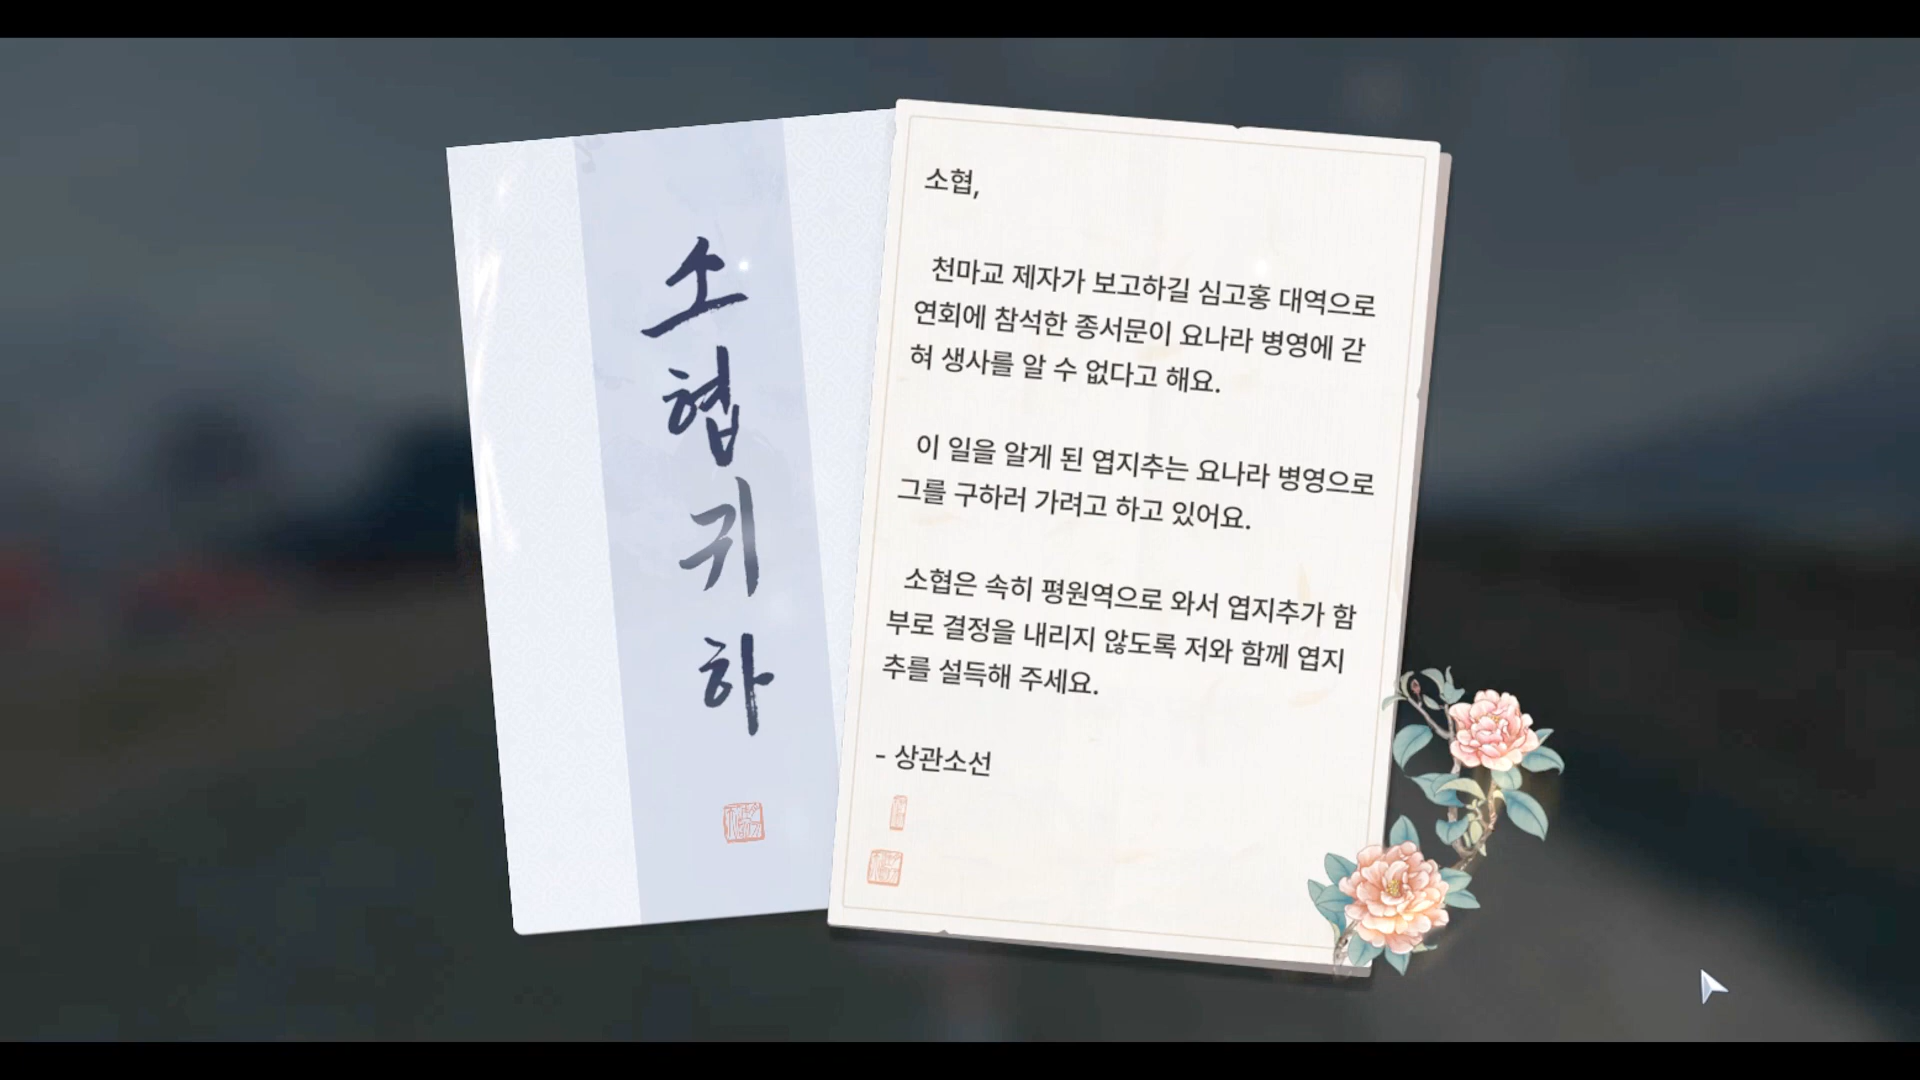 소협귀하
소협,
천마교 제자가 보고하길 심고홍 대역으로
연회에 참석한 종서문이 요나라 병영에 갇
혀 생사를 알 수 없다고 해요.
이 일을 알게 된 엽지추는 요나라 병영으로
그를 구하러 가려고 하고 있어요.
소협은 속히 평원역으로 와서 엽지추가 함
부로 결정을 내리지 않도록 저와 함께 엽지
추를 설득해 주세요.
- 상관소선